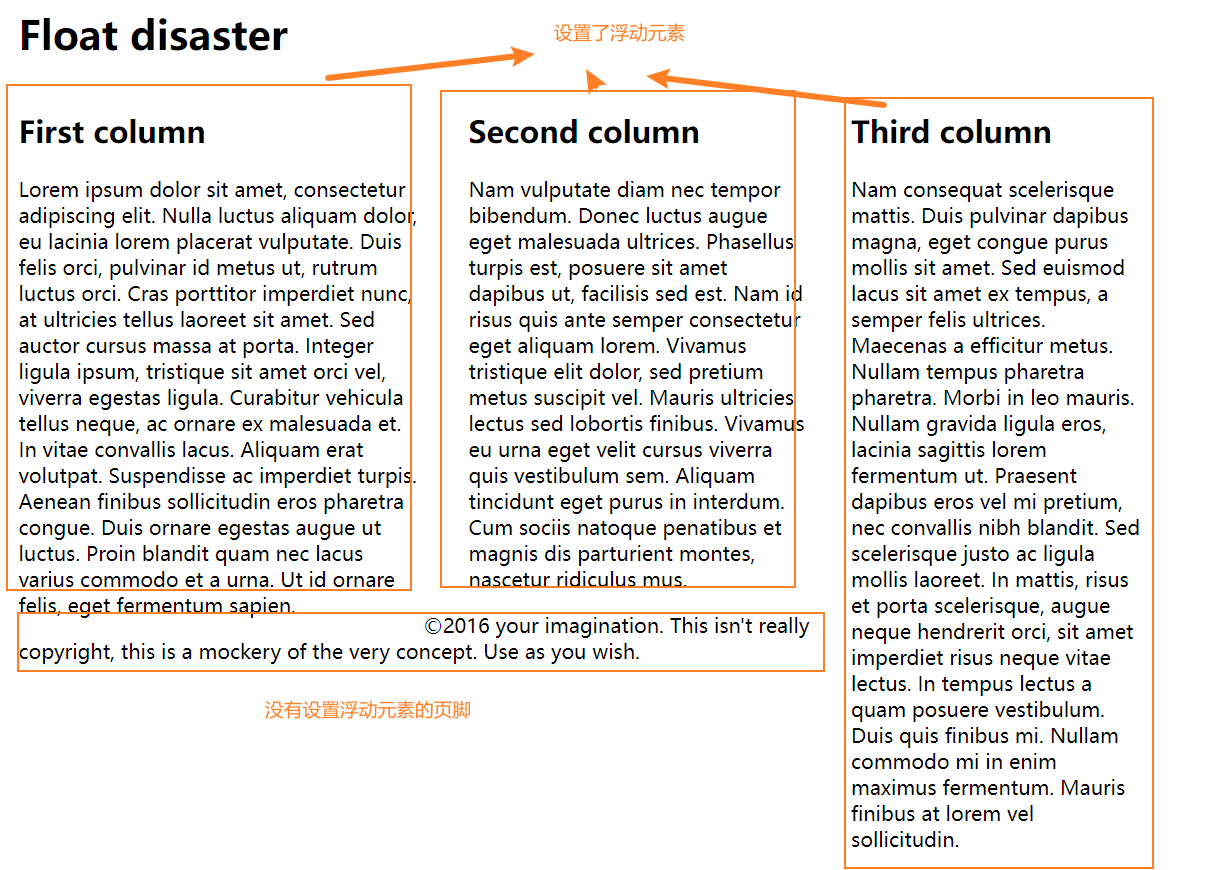 Float disaster
设置了浮动元素
First column
Lorem ipsum dolor sit amet, consectetur
adipiscing elit. Nulla luctus aliquam dolor,
eu lacinia lorem placerat vulputate. Duis
felis orci, pulvinar id metus ut, rutrum
luctus orci. Cras porttitor imperdiet nunc,
at ultricies tellus laoreet sit amet. Sed
auctor cursus massa at porta. Integer
ligula ipsum, tristique sit amet orci vel,
viverra egestas ligula. Curabitur vehicula
tellus neque, ac ornare ex malesuada et.
In vitae convallis lacus. Aliquam erat
volutpat. Suspendisse ac imperdiet turpis.
Aenean finibus sollicitudin eros pharetra
congue. Duis ornare egestas augue ut
luctus. Proin blandit quam nec lacus
varius commodo et a urna. Ut id ornare
felis, eget fermentum sapien.
Second column
Nam vulputate diam nec tempor
bibendum. Donec luctus augue
eget malesuada ultrices. Phasellus
turpis est, posuere sit amet
dapibus ut, facilisis sed est. Nam id
risus quis ante semper consectetur
eget aliquam lorem. Vivamus
tristique elit dolor, sed pretium
metus suscipit vel. Mauris ultricies
lectus sed lobortis finibus. Vivamus
eu urna eget velit cursus viverra
quis vestibulum sem. Aliquam
tincidunt eget purus in interdum.
Cum sociis natoque penatibus et
magnis dis parturient montes,
nascetur ridiculus mus.
Third column
Nam consequat scelerisque
mattis. Duis pulvinar dapibus
magna, eget congue purus
mollis sit amet. Sed euismod
lacus sit amet ex tempus, a
semper felis ultrices.
Maecenas a efficitur metus.
Nullam tempus pharetra
pharetra. Morbi in leo mauris.
Nullam gravida ligula eros,
lacinia sagittis lorem
fermentum ut. Praesent
dapibus eros vel mi pretium,
nec convallis nibh blandit. Sed
scelerisque justo ac ligula
mollis laoreet. In mattis, risus
et porta scelerisque, augue
neque hendrerit orci, sit amet
imperdiet risus neque vitae
lectus. In tempus lectus a
quam posuere vestibulum.
Duis quis finibus mi. Nullam
commodo mi in enim
maximus fermentum. Mauris
finibus at lorem vel
sollicitudin.
©2016 your imagination. This isn't really
copyright, this is a mockery of the very concept. Use as you wish.
没有设置浮动元素的页脚